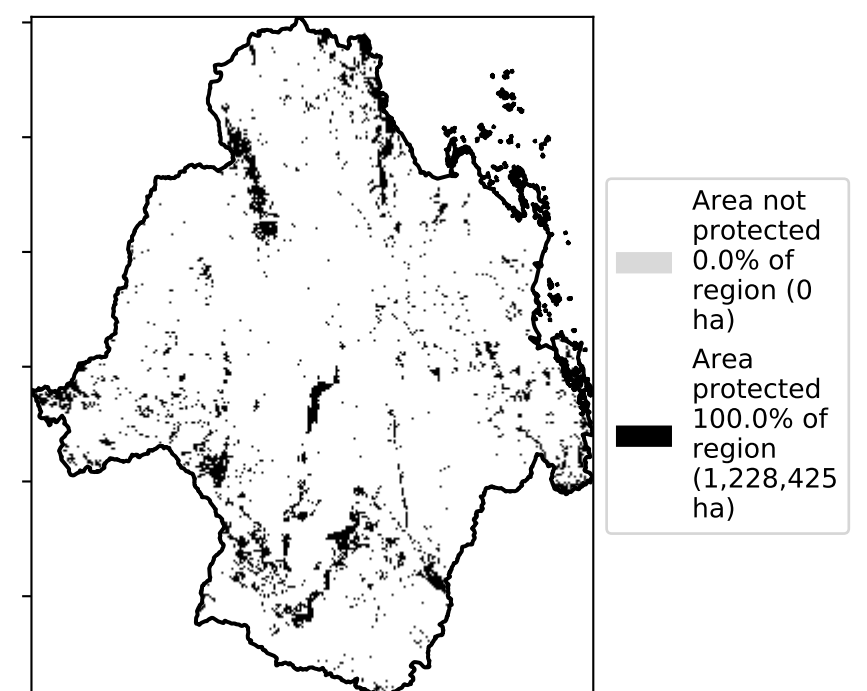 Area not
protected
0.0% of
region (0
ha)
Area
protected
100.0% of
region
(1,228,425
ha)